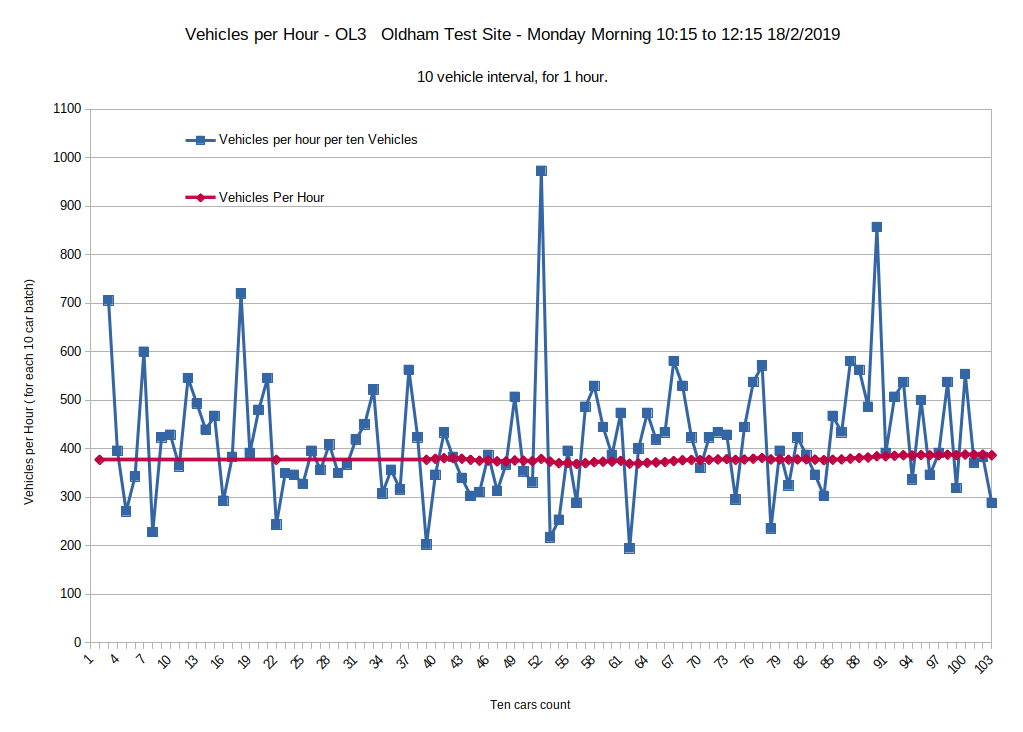 Vehicles per Hour - OL3   Oldham Test Site - Monday Morning 10:15 to 12:15 18/2/2019
10 vehicle interval, for 1 hour.
Vehicles per hour per ten Vehicles
Vehicles Per Hour
1100
1000
900
800
700
600
500
400
300
200
100
0
Vehicles per Hour ( for each 10 car batch)
1 4 7 10 13 16 19 22 25 28 31 34 37 40 43 46 49 52 55 58 61 64 67 70 73 76 79 82 85 88 91 94 97 100 103
Ten cars count